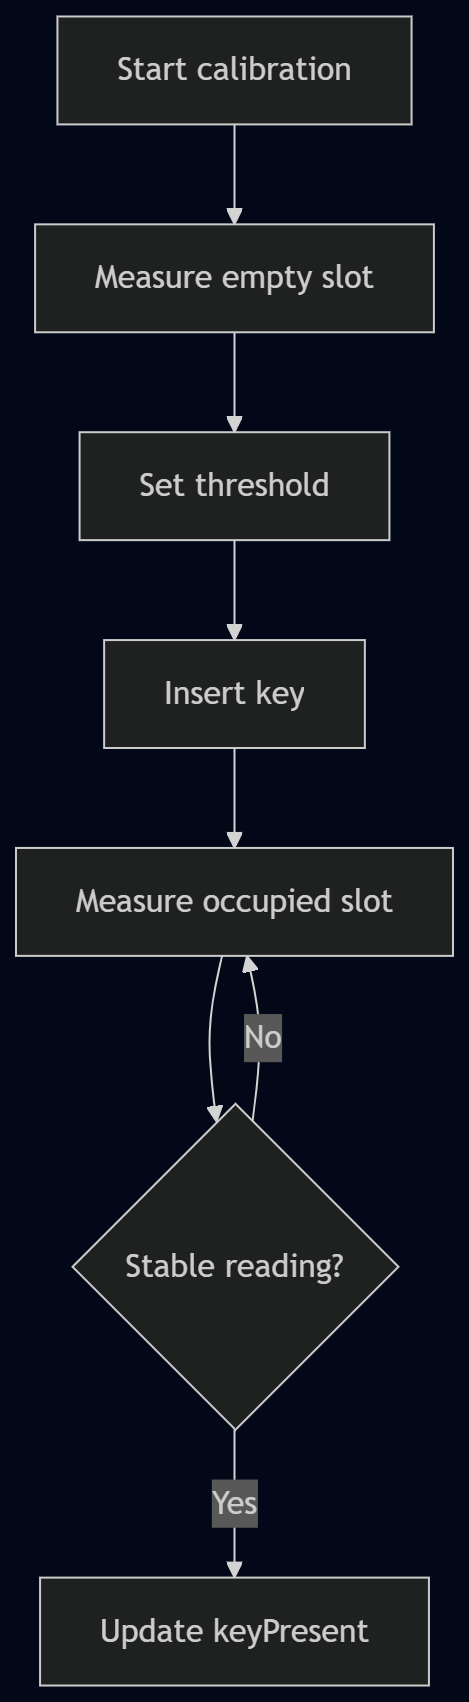 Start calibration
Measure empty slot
Set threshold
Insert key
Measure occupied slot
No
Stable reading?
Yes
Update keyPresent